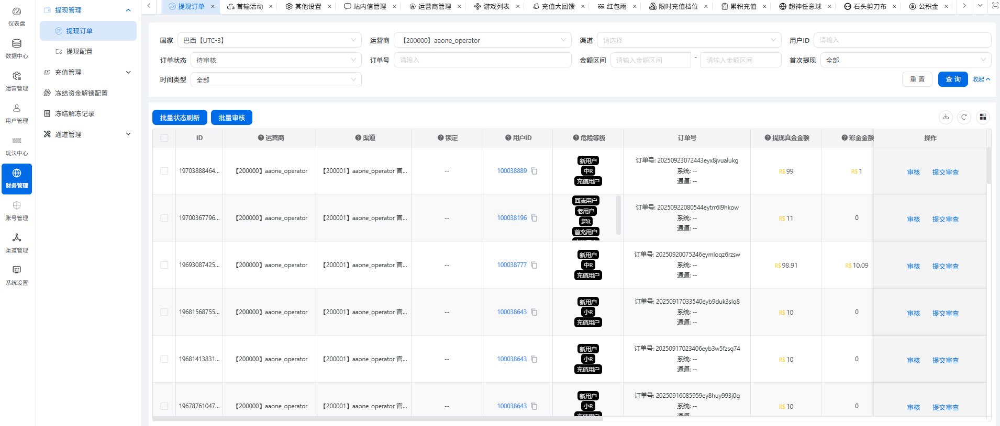 仪表盘
数据中心
运营管理
用户管理
玩法中心
财务管理
账号管理
渠道管理
系统设置
提现管理
提现订单
提现配置
充值管理
冻结资金解锁配置
冻结解冻记录
通道管理
提现订单 首输活动 其他设置 站内信管理 运营商管理 游戏列表 充值大回馈 红包雨 限时充值档位 累积充值 超神任意球 石头剪刀布 公积金
国家 巴西【UTC-3】 运营商 【200000】aaone_operator 渠道 请选择 用户ID 请输入
订单状态 待审核 订单号 请输入 金额区间 请输入金额区间 - 请输入金额区间 首次提现 全部
时间类型 全部 重 置 查 询 收起
批量状态刷新 批量审核
ID 运营商 渠道 锁定 用户ID 危险等级 订单号 提现真金金额 彩金金额 操作
19703888464... 【200000】aaone_operator 【200001】aaone_operator 官... -- 100038889
新用户
中R
充值用户
订单号: 20250923072443eyx8jvualukg
系统: --
通道: --
R$ 99 R$ 1 审核 提交审查
19700367796... 【200000】aaone_operator 【200001】aaone_operator 官... -- 100038196
回流用户
老用户
超R
首充用户
订单号: 20250922080544eytrr6l9hkow
系统: --
通道: --
R$ 11 0 审核 提交审查
19693087425... 【200000】aaone_operator 【200001】aaone_operator 官... -- 100038777
新用户
中R
充值用户
订单号: 20250920075246eymloqz6rzsw
系统: --
通道: --
R$ 98.91 R$ 10.09 审核 提交审查
19681568755... 【200000】aaone_operator 【200001】aaone_operator 官... -- 100038643
新用户
小R
充值用户
订单号: 20250917033540eyb9duk3slq8
系统: --
通道: --
R$ 10 0 审核 提交审查
19681413831... 【200000】aaone_operator 【200001】aaone_operator 官... -- 100038643
新用户
小R
充值用户
订单号: 20250917023406eyb3w5fzsg74
系统: --
通道: --
R$ 10 0 审核 提交审查
19678761047... 【200000】aaone_operator 【200001】aaone_operator 官... -- 100038643
新用户
小R
充值用户
订单号: 20250916085959ey8huy993j0g
系统: --
通道: --
R$ 10 0 审核 提交审查